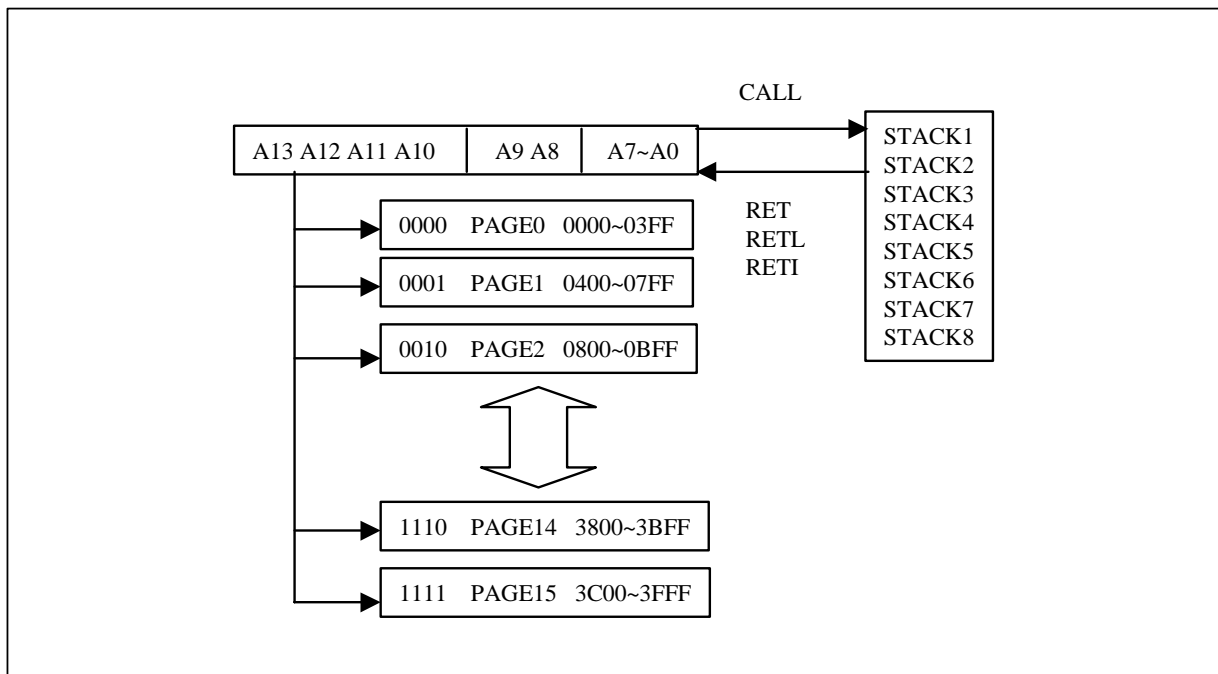 CALL
A13 A12 A11 A10 A9 A8 A7~A0
STACK1
STACK2
STACK3
STACK4
STACK5
STACK6
STACK7
STACK8
RET
RETL
RETI
0000 PAGE0 0000~03FF
0001 PAGE1 0400~07FF
0010 PAGE2 0800~0BFF
1110 PAGE14 3800~3BFF
1111 PAGE15 3C00~3FFF